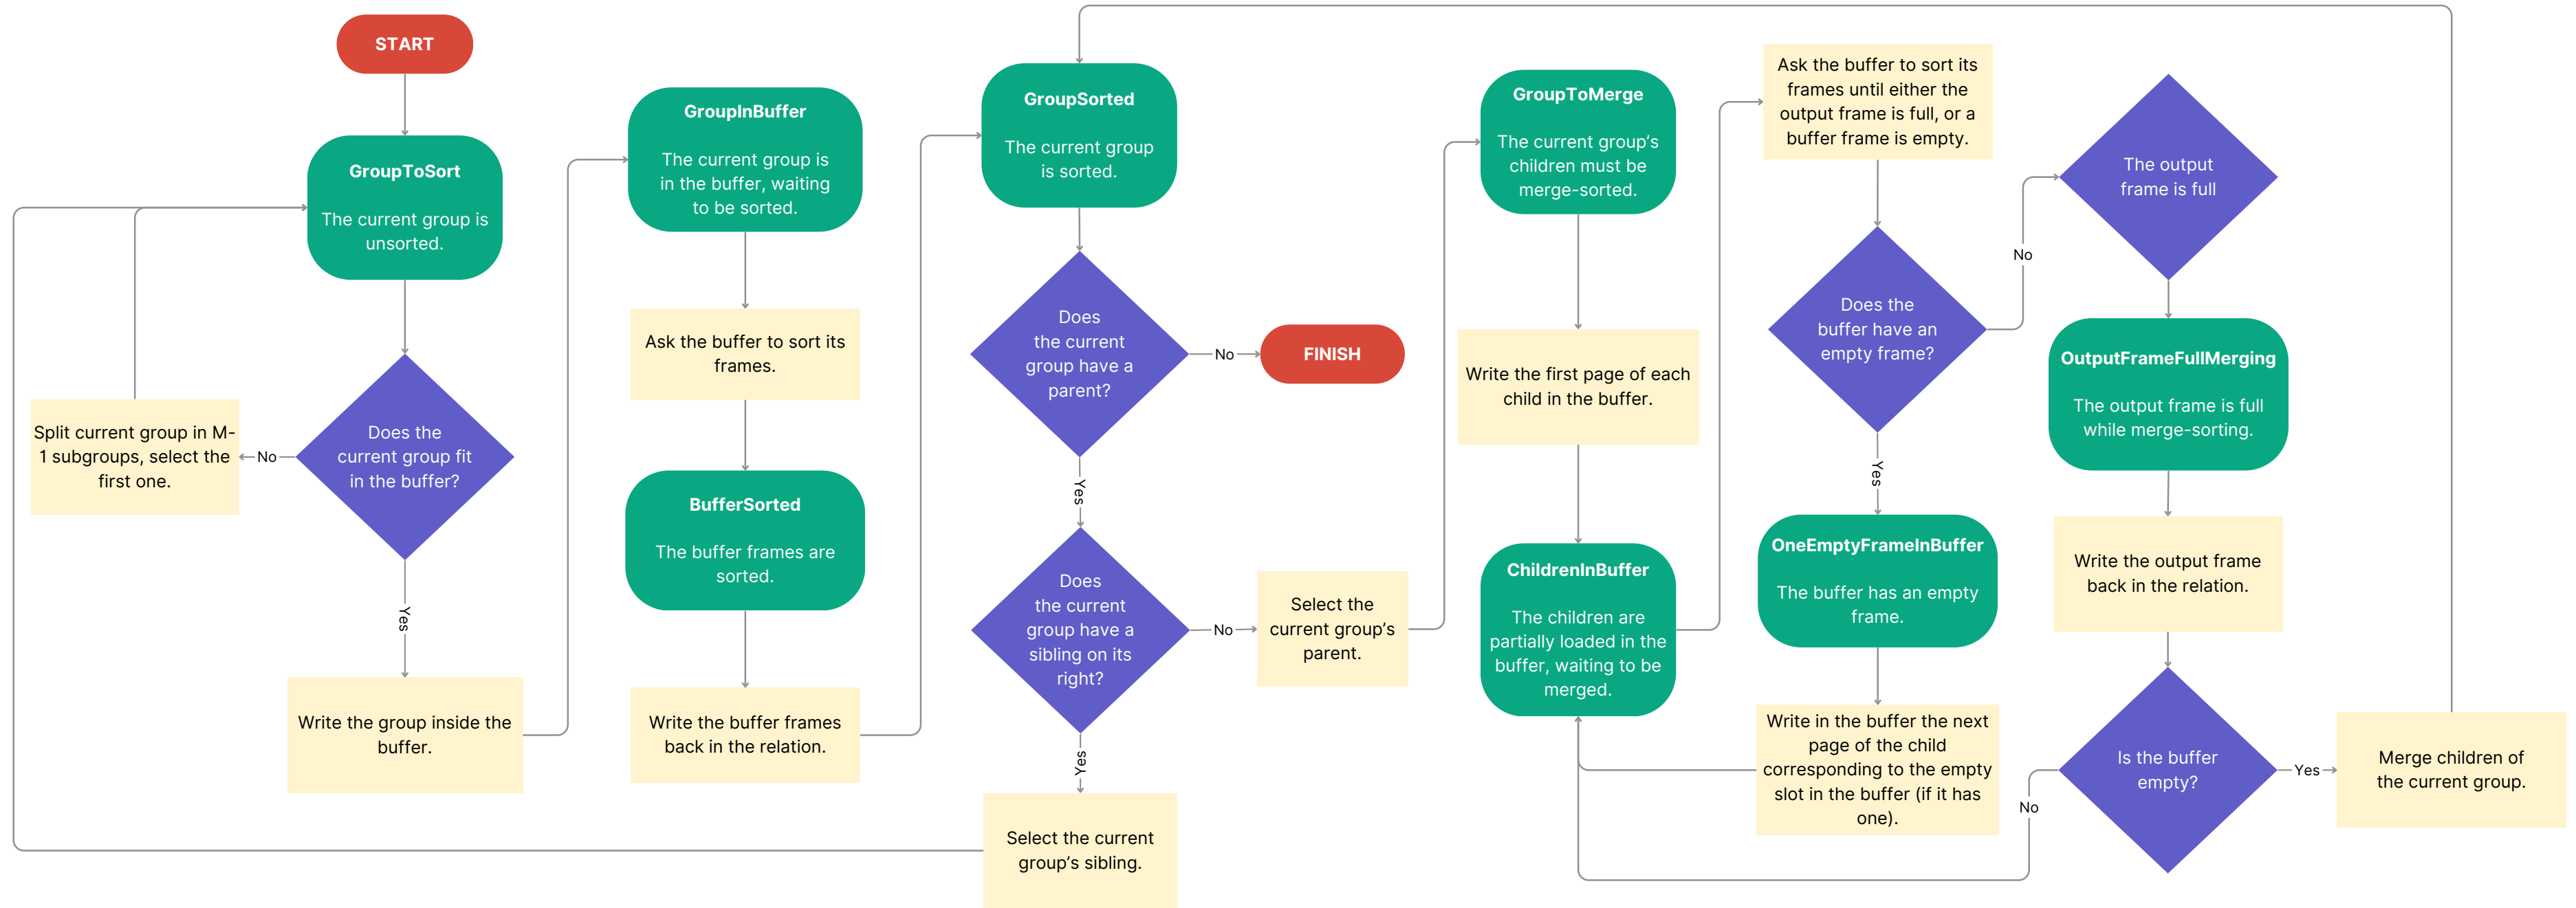 START
GroupToSort
The current group is
unsorted.
Does the
current group fit
in the buffer?
No
Split current group in M-
1 subgroups, select the
first one.
Yes
Write the group inside the
buffer.
GroupInBuffer
The current group is
in the buffer, waiting
to be sorted.
Ask the buffer to sort its
frames.
BufferSorted
The buffer frames are
sorted.
Write the buffer frames
back in the relation.
GroupSorted
The current group
is sorted.
Does
the current
group have a
parent?
No
FINISH
Yes
Does
the current
group have a
sibling on its
right?
No
Select the
current group’s
parent.
Yes
Select the current
group’s sibling.
GroupToMerge
The current group’s
children must be
merge-sorted.
Write the first page of each
child in the buffer.
ChildrenInBuffer
The children are
partially loaded in the
buffer, waiting to be
merged.
Ask the buffer to sort its
frames until either the
output frame is full, or a
buffer frame is empty.
Does the
buffer have an
empty frame?
No
Yes
OneEmptyFrameInBuffer
The buffer has an empty
frame.
Write in the buffer the next
page of the child
corresponding to the empty
slot in the buffer (if it has
one).
The output
frame is full
OutputFrameFullMerging
The output frame is full
while merge-sorting.
Write the output frame
back in the relation.
Is the buffer
empty?
No
Yes
Merge children of
the current group.